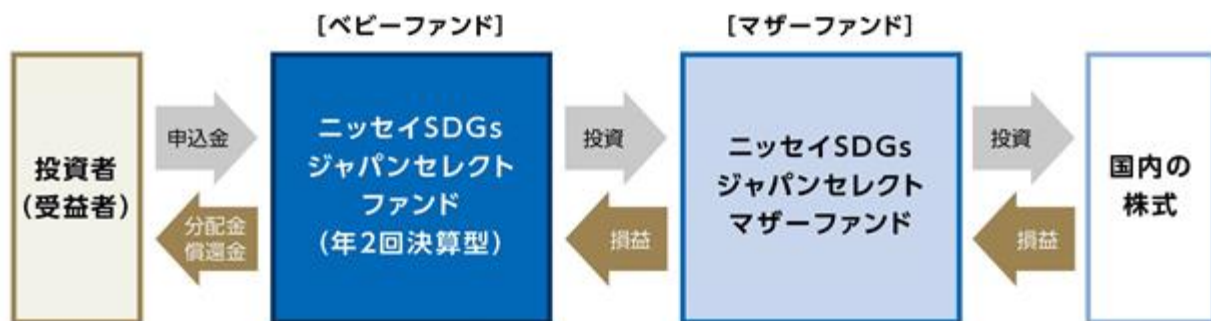 [ベビーファンド]
[マザーファンド]
投資者
(受益者)
申込金
分配金
償還金
ニッセイSDGs
ジャパンセレクト
ファンド
(年2回決算型)
投資
損益
ニッセイSDGs
ジャパンセレクト
マザーファンド
投資
損益
国内の
株式